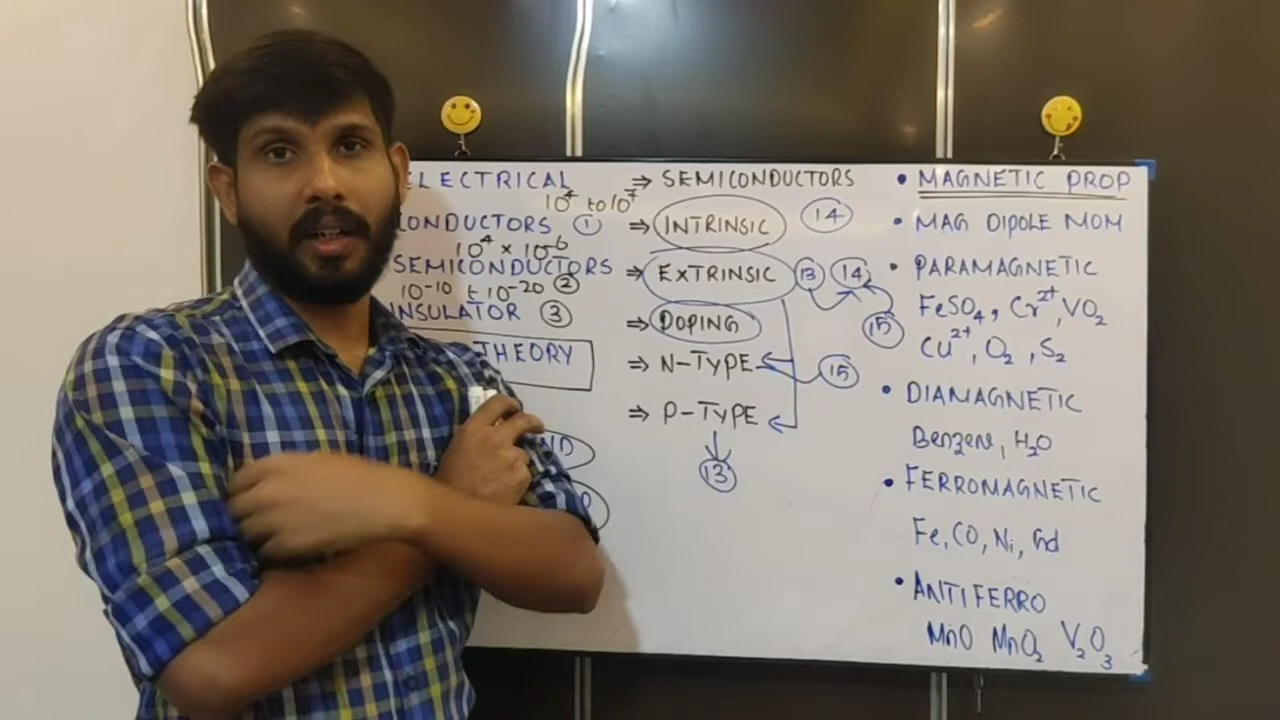 ELECTRICAL
10⁴ to 10⁷
CONDUCTORS ①
10⁴ × 10⁻⁶
SEMICONDUCTORS
10⁻¹⁰ t 10⁻²⁰ ②
INSULATOR ③
THEORY
ND
⇒ SEMICONDUCTORS
⇒ INTRINSIC 14
⇒ EXTRINSIC 13 14
15
⇒ DOPING
⇒ N-TYPE 15
⇒ P-TYPE
13
• MAGNETIC PROP
• MAG DIPOLE MOM
• PARAMAGNETIC
FeSO₄, Cr²⁺, VO₂
Cu²⁺, O₂, S₂
• DIAMAGNETIC
Benzene, H₂O
• FERROMAGNETIC
Fe, CO, Ni, Gd
• ANTIFERRO
MnO MnO₂ V₂O₃